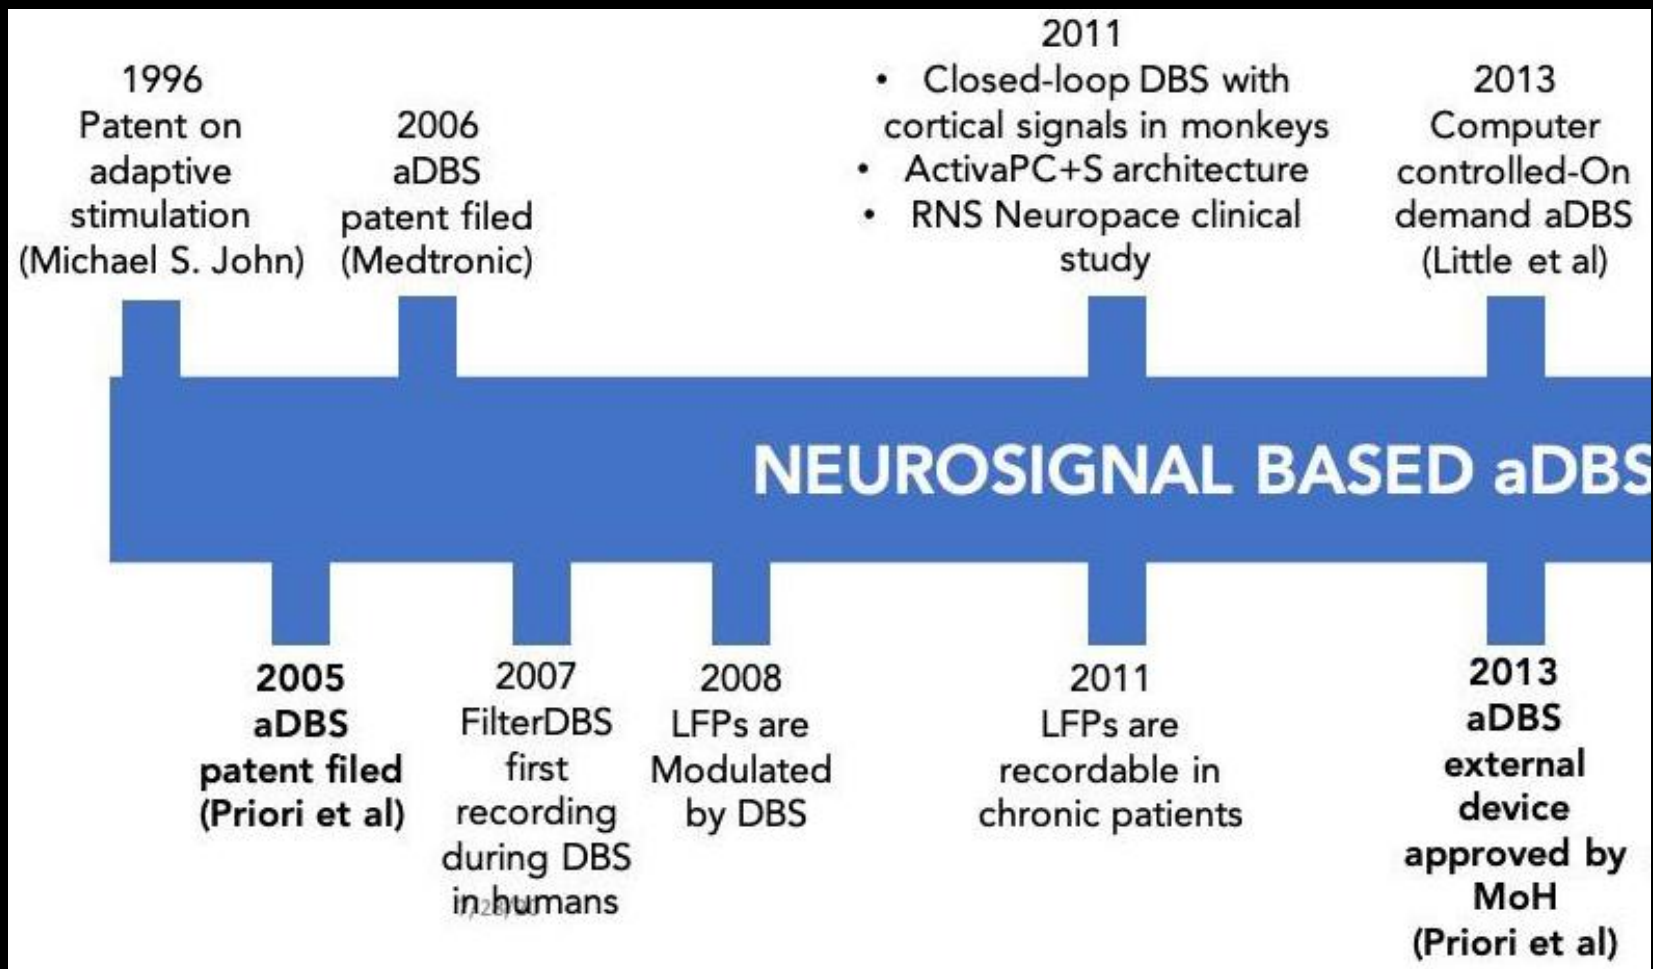 1996
Patent on
adaptive
stimulation
(Michael S. John)
2006
aDBS
patent filed
(Medtronic)
2011
• Closed-loop DBS with
cortical signals in monkeys
• ActivaPC+S architecture
• RNS Neuropace clinical
study
2013
Computer
controlled-On
demand aDBS
(Little et al)
NEUROSIGNAL BASED aDBS
2005
aDBS
patent filed
(Priori et al)
2007
FilterDBS
first
recording
during DBS
in humans
2008
LFPs are
Modulated
by DBS
2011
LFPs are
recordable in
chronic patients
2013
aDBS
external
device
approved by
MoH
(Priori et al)